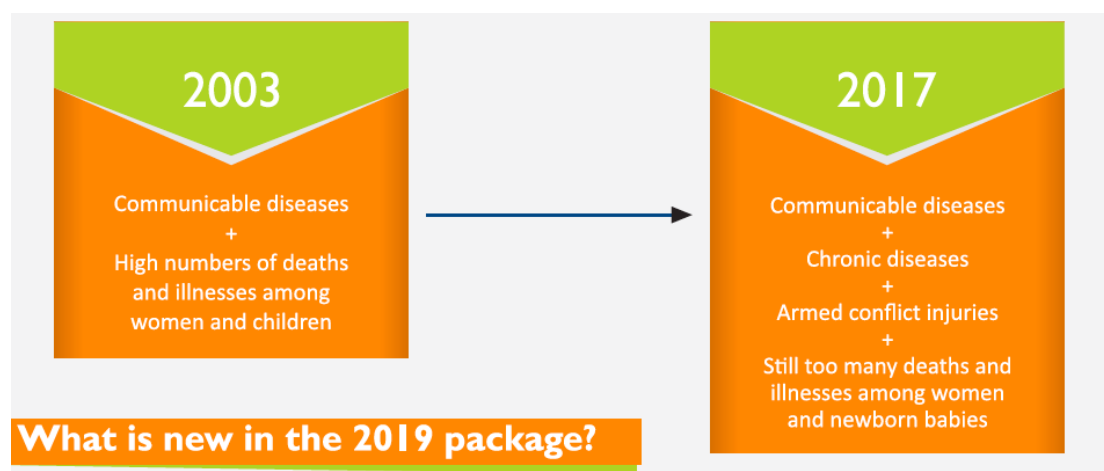 2003
Communicable diseases
+
High numbers of deaths
and illnesses among
women and children
2017
Communicable diseases
+
Chronic diseases
+
Armed conflict injuries
+
Still too many deaths and
illnesses among women
and newborn babies
What is new in the 2019 package?